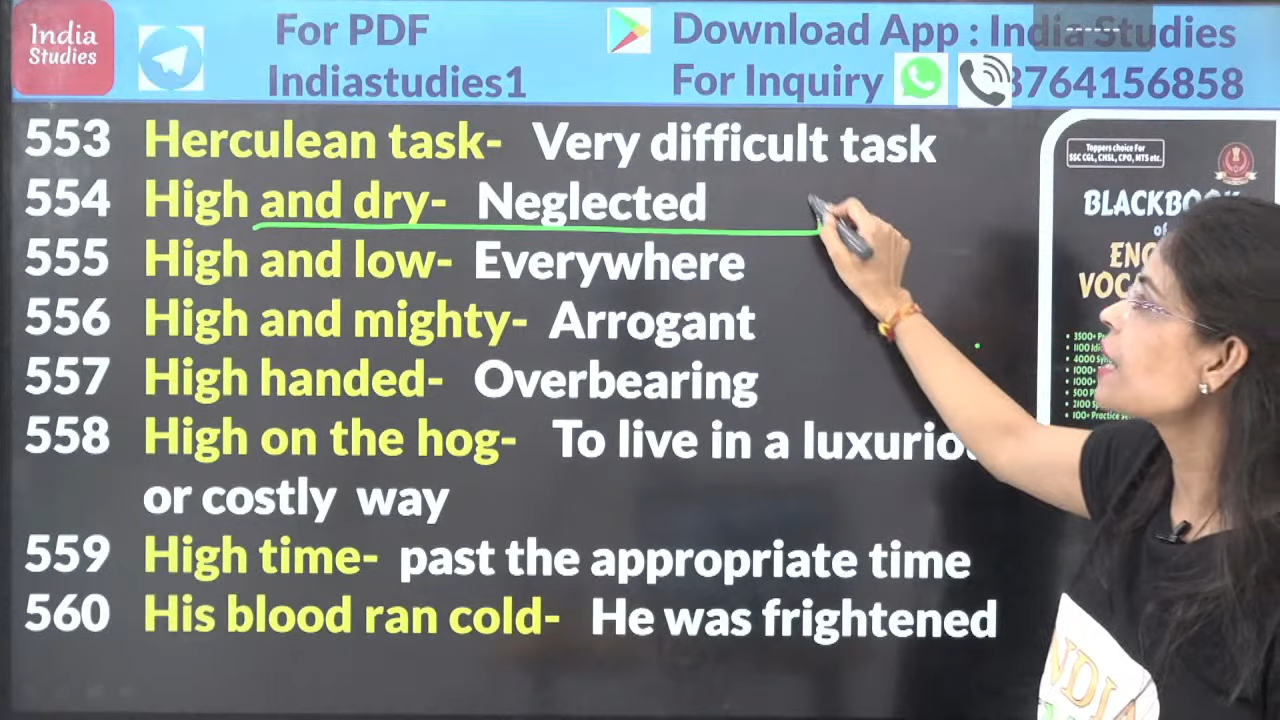 India
Studies
For PDF
Indiastudies1
Download App : India Studies
For Inquiry 8764156858
553 Herculean task- Very difficult task
554 High and dry- Neglected
555 High and low- Everywhere
556 High and mighty- Arrogant
557 High handed- Overbearing
558 High on the hog- To live in a luxurio
or costly way
559 High time- past the appropriate time
560 His blood ran cold- He was frightened
Toppers choice For
SSC CGL, CHSL, CPO, MTS etc.
BLACKBOOK
of